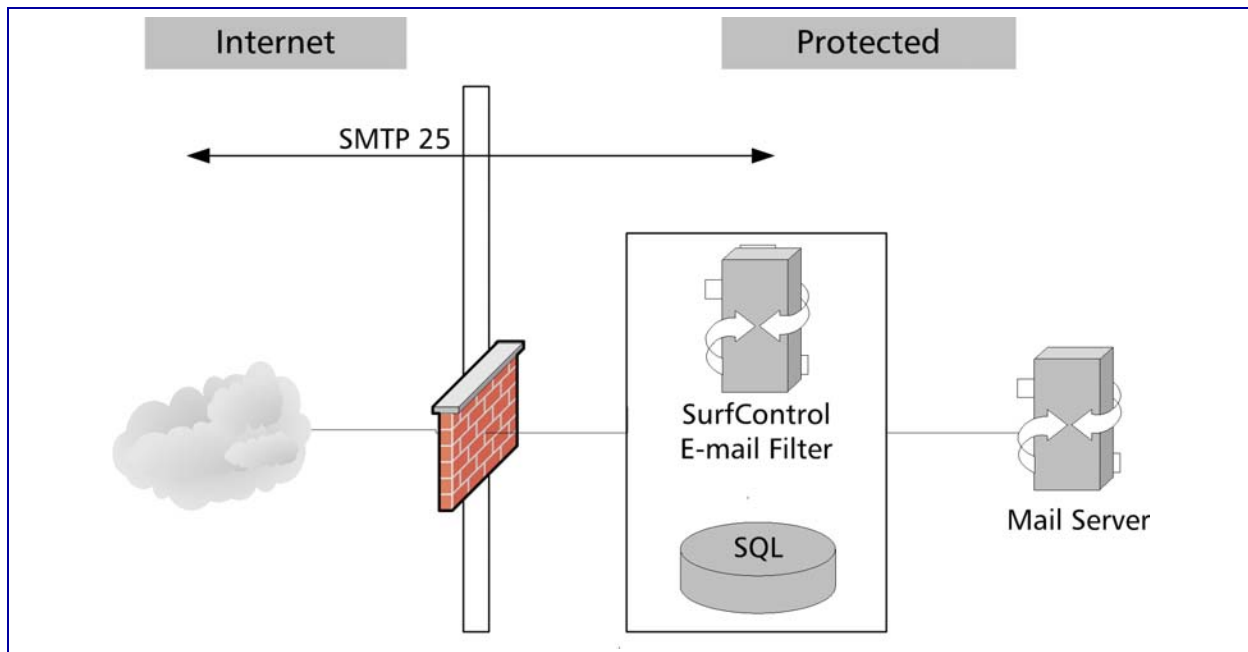 Internet
Protected
SMTP 25
SurfControl
E-mail Filter
SQL
Mail Server